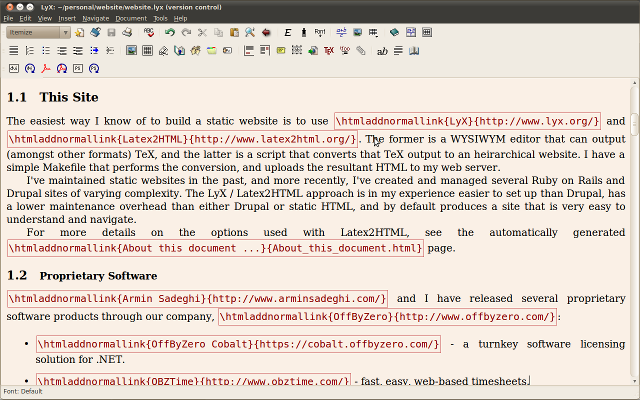 LyX: ~/personal/website/website.lyx (version control)
File Edit View Insert Navigate Document Tools Help
Itemize
1.1 This Site
The easiest way I know of to build a static website is to use \htmladdnormallink{LyX}{http://www.lyx.org/} and
\htmladdnormallink{Latex2HTML}{http://www.latex2html.org/}. The former is a WYSIWYM editor that can output
(amongst other formats) TeX, and the latter is a script that converts that TeX output to an heirarchical website. I have a
simple Makefile that performs the conversion, and uploads the resultant HTML to my web server.
I've maintained static websites in the past, and more recently, I've created and managed several Ruby on Rails and
Drupal sites of varying complexity. The LyX / Latex2HTML approach is in my experience easier to set up than Drupal, has
a lower maintenance overhead than either Drupal or static HTML, and by default produces a site that is very easy to
understand and navigate.
For more details on the options used with Latex2HTML, see the automatically generated
\htmladdnormallink{About this document ...}{About_this_document.html} page.
1.2 Proprietary Software
\htmladdnormallink{Armin Sadeghi}{http://www.arminsadeghi.com/} and I have released several proprietary
software products through our company, \htmladdnormallink{OffByZero}{http://www.offbyzero.com/}:
• \htmladdnormallink{OffByZero Cobalt}{https://cobalt.offbyzero.com/} - a turnkey software licensing
solution for .NET.
• \htmladdnormallink{OBZTime}{http://www.obztime.com/} - fast, easy, web-based timesheets.
Font: Default